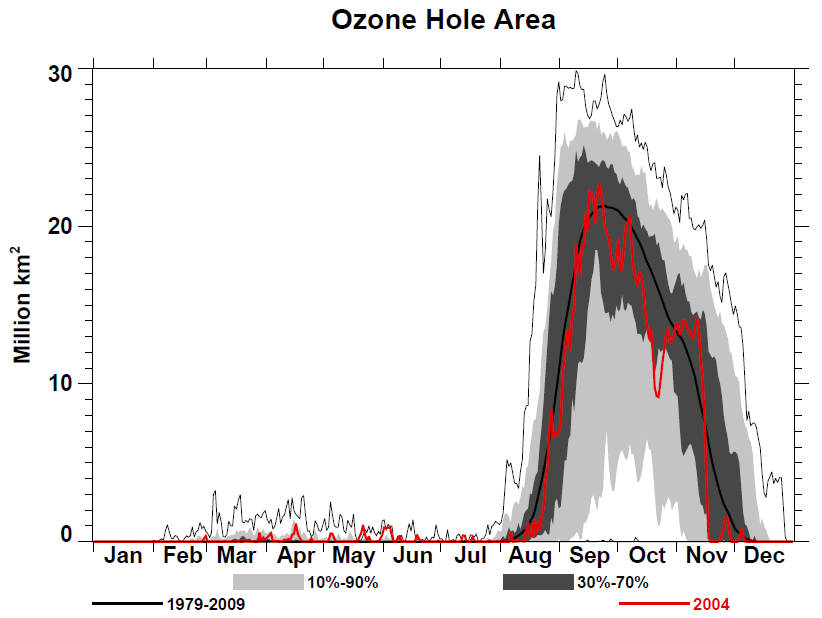 Ozone Hole Area
Million km²
30
20
10
0
Jan Feb Mar Apr May Jun Jul Aug Sep Oct Nov Dec
10%-90% 30%-70%
1979-2009 2004